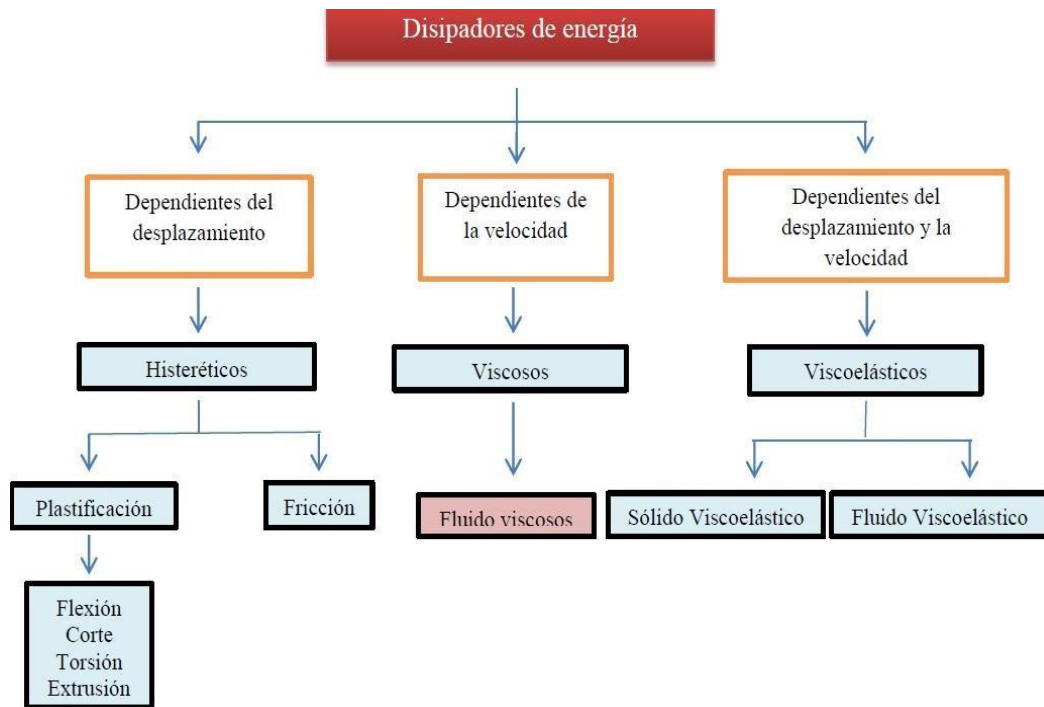 Disipadores de energía
Dependientes del
desplazamiento
Dependientes de
la velocidad
Dependientes del
desplazamiento y la
velocidad
Histeréticos
Viscosos
Viscoelásticos
Plastificación
Fricción
Fluido viscosos
Sólido Viscoelástico
Fluido Viscoelástico
Flexión
Corte
Torsión
Extrusión